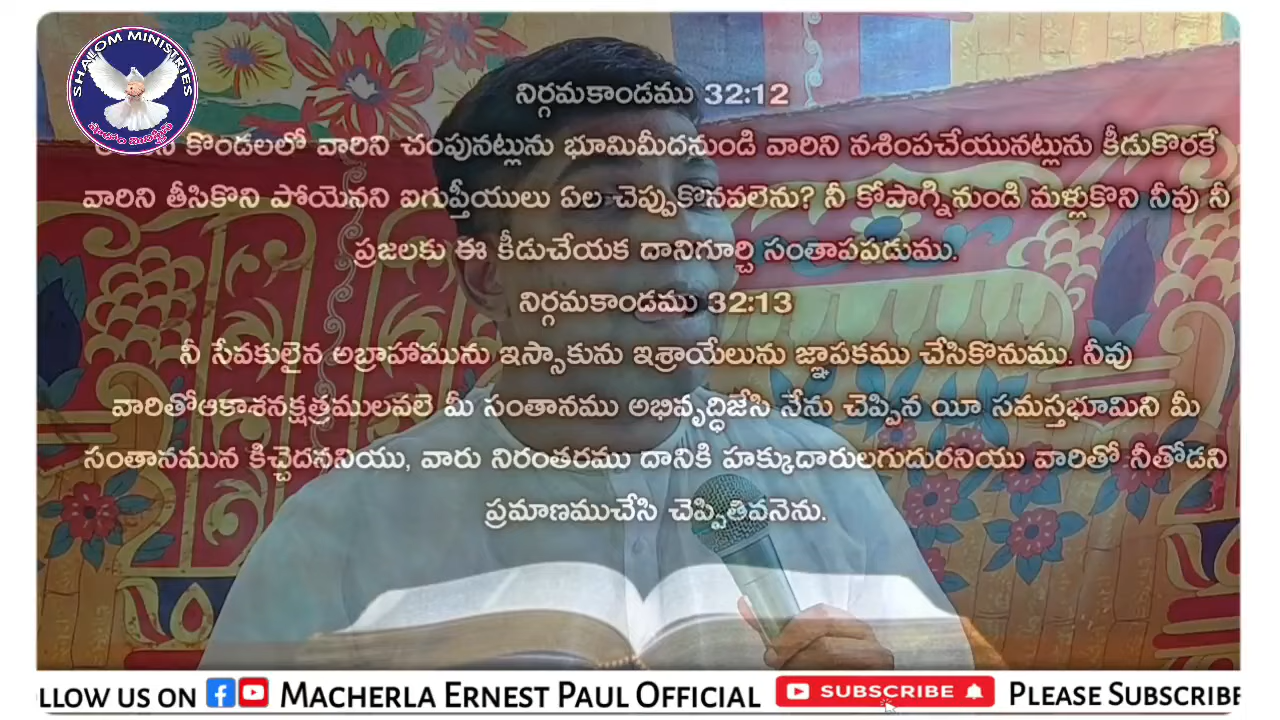 SHALOM MINISTRIES
షాలోం మినిస్ట్రీస్
నిర్గమకాండము 32:12
కొండలలో వారిని చంపునట్లును భూమిమీదనుండి వారిని నశింపచేయునట్లును కీడుకొరకే
వారిని తీసికొని పోయెనని ఐగుప్తీయులు ఏల చెప్పుకొనవలెను? నీ కోపాగ్నినుండి మళ్లుకొని నీవు నీ
ప్రజలకు ఈ కీడుచేయక దానిగూర్చి సంతాపపడుము.
నిర్గమకాండము 32:13
నీ సేవకులైన అబ్రాహామును ఇస్సాకును ఇశ్రాయేలును జ్ఞాపకము చేసికొనుము. నీవు
వారితోఆకాశనక్షత్రములవలె మీ సంతానము అభివృద్ధిజేసి నేను చెప్పిన యీ సమస్తభూమిని మీ
సంతానమున కిచ్చెదననియు, వారు నిరంతరము దానికి హక్కుదారులగుదురనియు వారితో నీతోడని
ప్రమాణముచేసి చెప్పితివనెను.
OLLOW US ON MACHERLA ERNEST PAUL OFFICIAL SUBSCRIBE PLEASE SUBSCRIBE